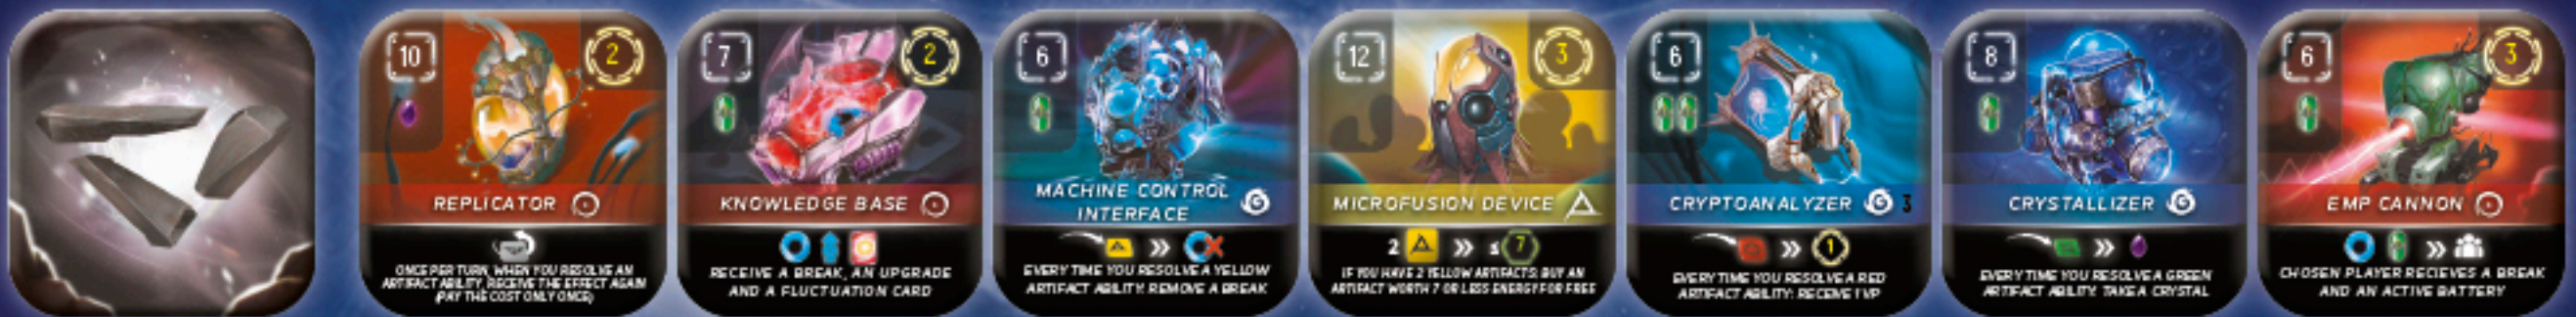 10
2
REPLICATOR
ONCE PER TURN, WHEN YOU RESOLVE AN
ARTIFACT ABILITY, RECEIVE THE EFFECT AGAIN
(PAY THE COST ONLY ONCE)
7
2
KNOWLEDGE BASE
RECEIVE A BREAK, AN UPGRADE
AND A FLUCTUATION CARD
6
MACHINE CONTROL
INTERFACE
EVERY TIME YOU RESOLVE A YELLOW
ARTIFACT ABILITY: REMOVE A BREAK
12
3
MICROFUSION DEVICE
2 » ≤7
IF YOU HAVE 2 YELLOW ARTIFACTS: BUY AN
ARTIFACT WORTH 7 OR LESS ENERGY FOR FREE
6
CRYPTOANALYZER 3
» 1
EVERY TIME YOU RESOLVE A RED
ARTIFACT ABILITY: RECEIVE 1 VP
8
CRYSTALLIZER
EVERY TIME YOU RESOLVE A GREEN
ARTIFACT ABILITY: TAKE A CRYSTAL
6
3
EMP CANNON
CHOSEN PLAYER RECIEVES A BREAK
AND AN ACTIVE BATTERY